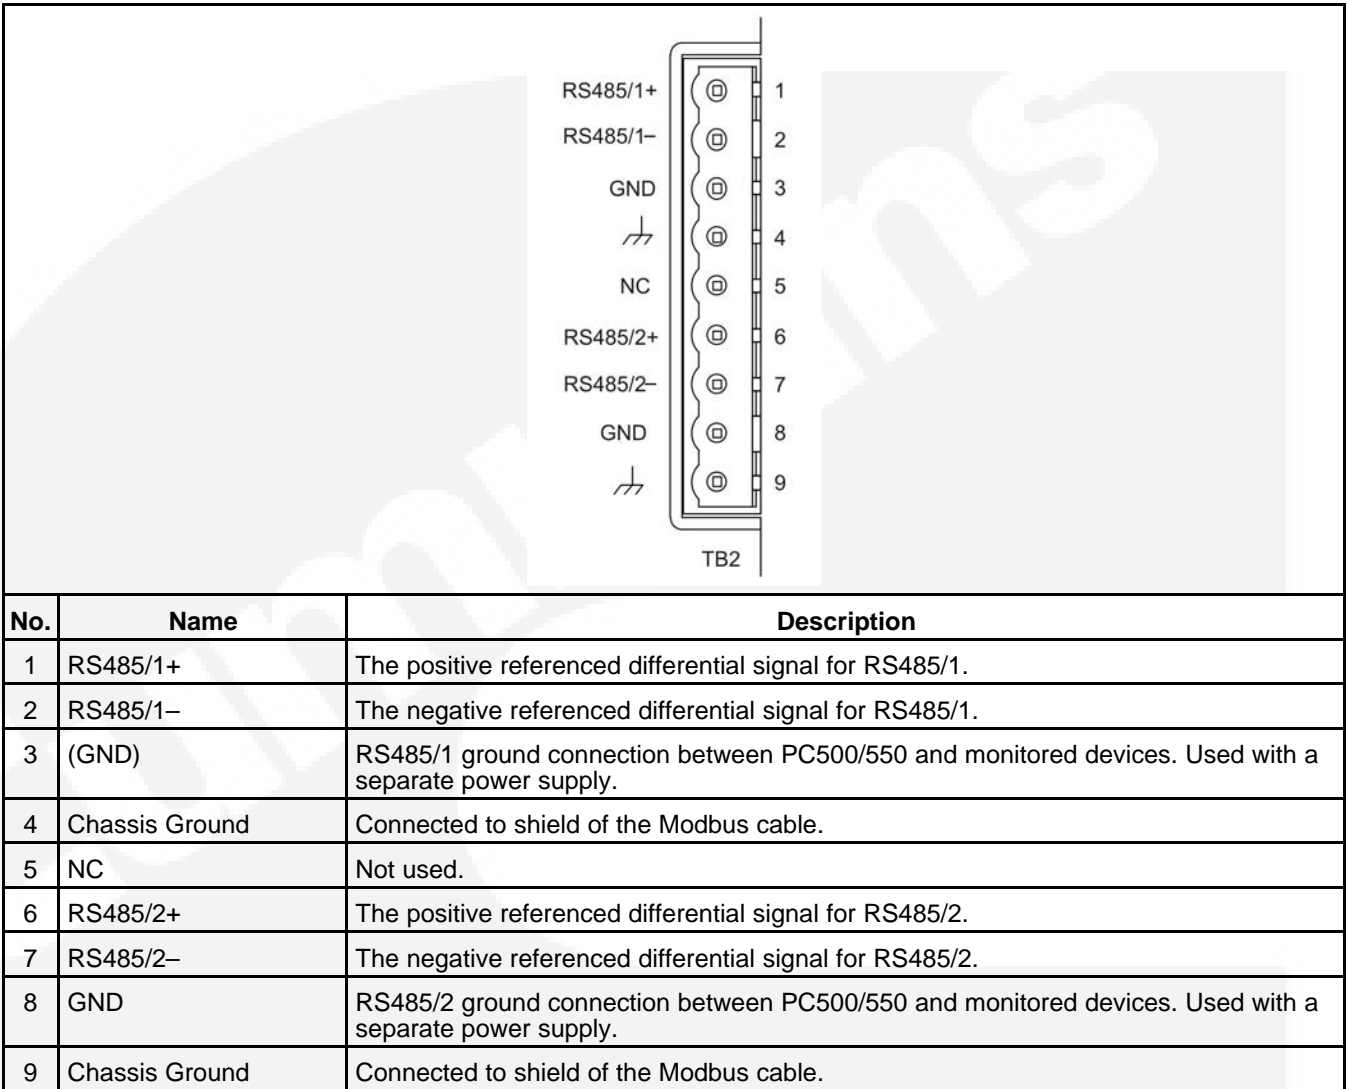 RS485/1+ 1
RS485/1– 2
GND 3
4
NC 5
RS485/2+ 6
RS485/2– 7
GND 8
9
TB2
No. Name Description
1 RS485/1+ The positive referenced differential signal for RS485/1.
2 RS485/1– The negative referenced differential signal for RS485/1.
3 (GND) RS485/1 ground connection between PC500/550 and monitored devices. Used with a
separate power supply.
4 Chassis Ground Connected to shield of the Modbus cable.
5 NC Not used.
6 RS485/2+ The positive referenced differential signal for RS485/2.
7 RS485/2– The negative referenced differential signal for RS485/2.
8 GND RS485/2 ground connection between PC500/550 and monitored devices. Used with a
separate power supply.
9 Chassis Ground Connected to shield of the Modbus cable.